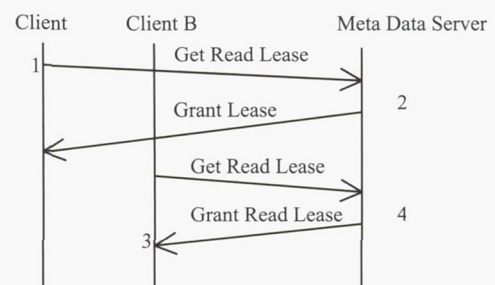 Client Client B Meta Data Server
Get Read Lease
1
2
Grant Lease
Get Read Lease
Grant Read Lease 4
3